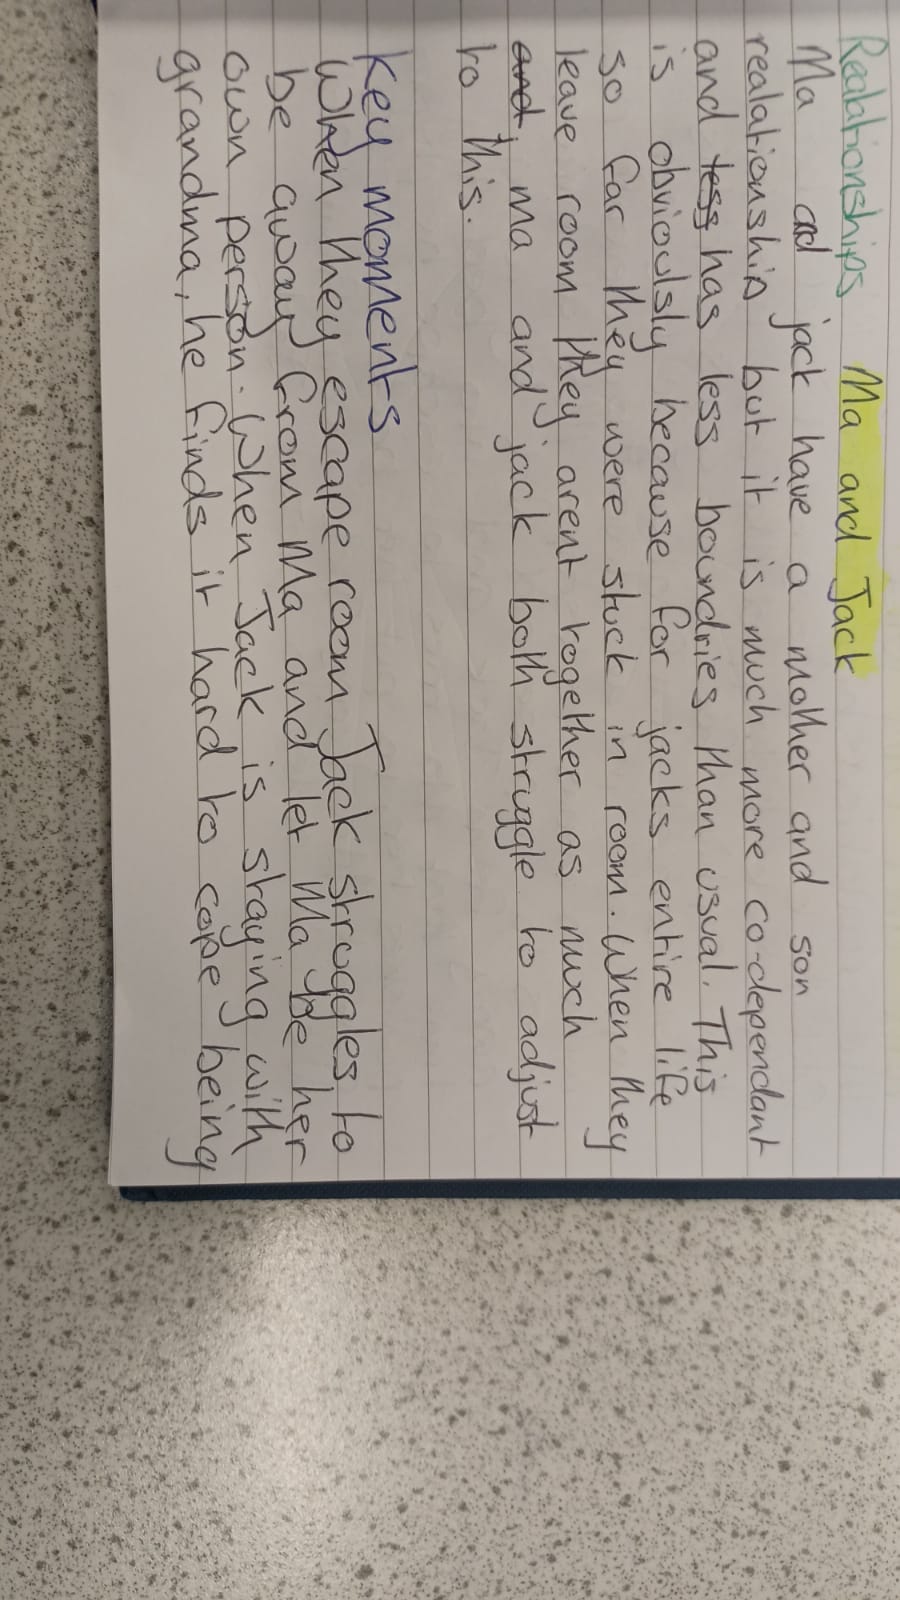 Realationships Ma and Jack
Ma ad jack have a mother and son
realationship but it is much more co-dependant
and less has less boundries than usual. This
is obvioulsly because for jacks entire life
so far they were stuck in room. When they
leave room they arent together as much
and, ma and jack both struggle to adjust
to this.
Key moments
When they escape room Jack struggles to
be away from Ma and let Ma be her
own person. When Jack is staying with
grandma, he finds it hard to cope being